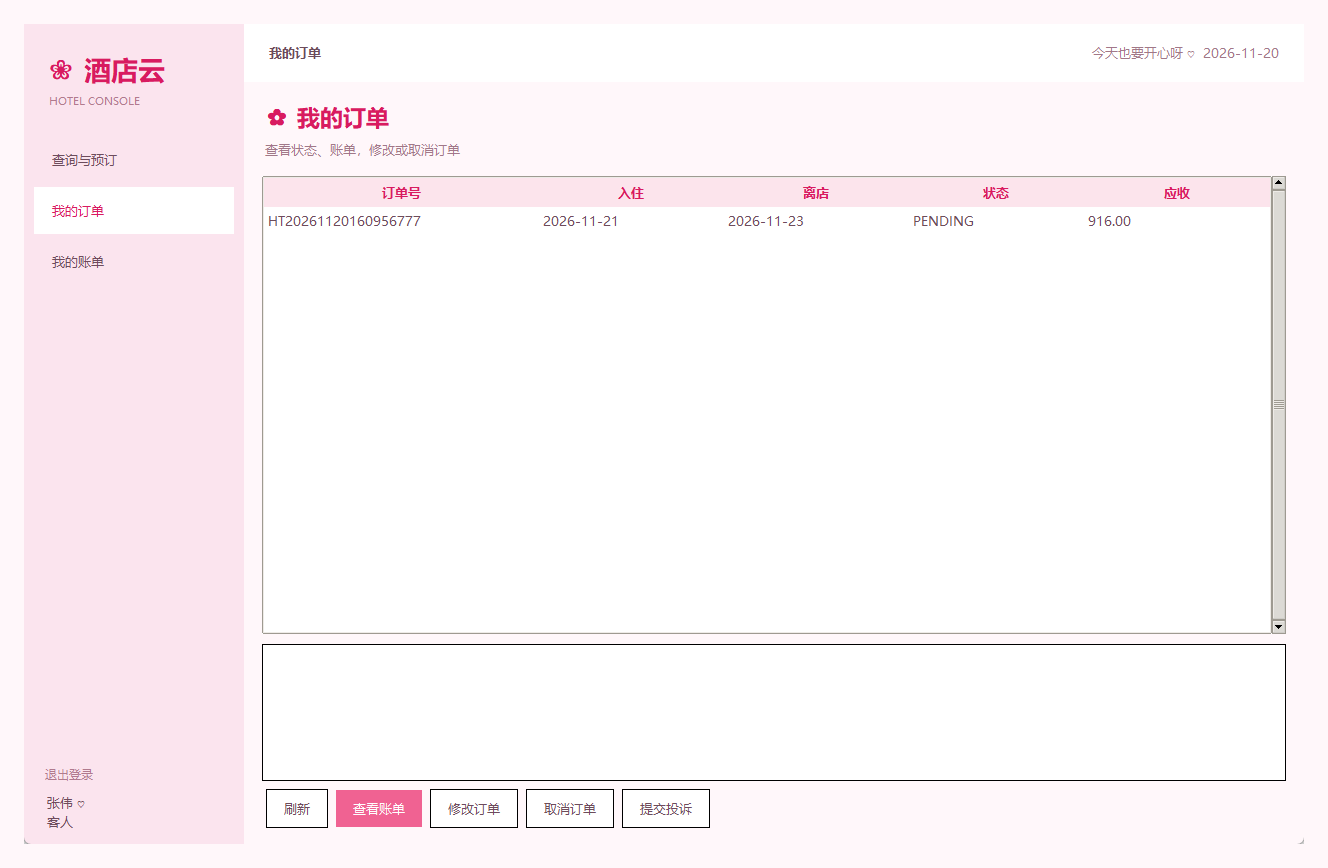 ❀ 酒店云
HOTEL CONSOLE
查询与预订
我的订单
我的账单
退出登录
张伟 ♡
客人
我的订单
今天也要开心呀 ♡ 2026-11-20
✿ 我的订单
查看状态、账单，修改或取消订单
订单号 入住 离店 状态 应收
HT20261120160956777 2026-11-21 2026-11-23 PENDING 916.00
刷新 查看账单 修改订单 取消订单 提交投诉